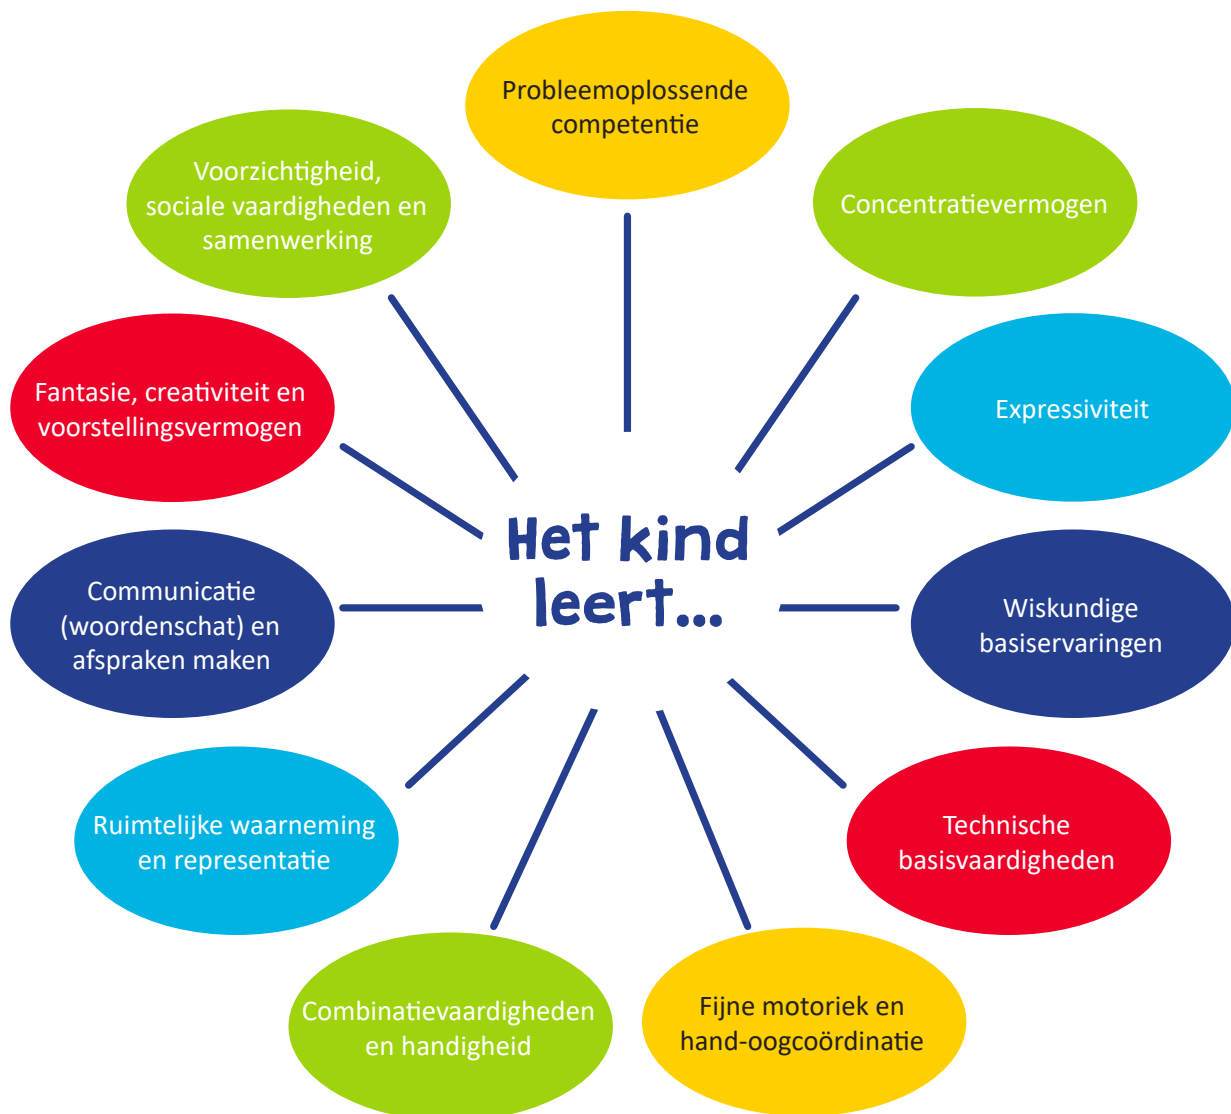 Probleemoplossende
competentie
Voorzichtigheid,
sociale vaardigheden en
samenwerking
Concentratievermogen
Fantasie, creativiteit en
voorstellingsvermogen
Expressiviteit
Het kind
leert...
Communicatie
(woordenschat) en
afspraken maken
Wiskundige
basiservaringen
Ruimtelijke waarneming
en representatie
Technische
basisvaardigheden
Combinatievaardigheden
en handigheid
Fijne motoriek en
hand-oogcoördinatie